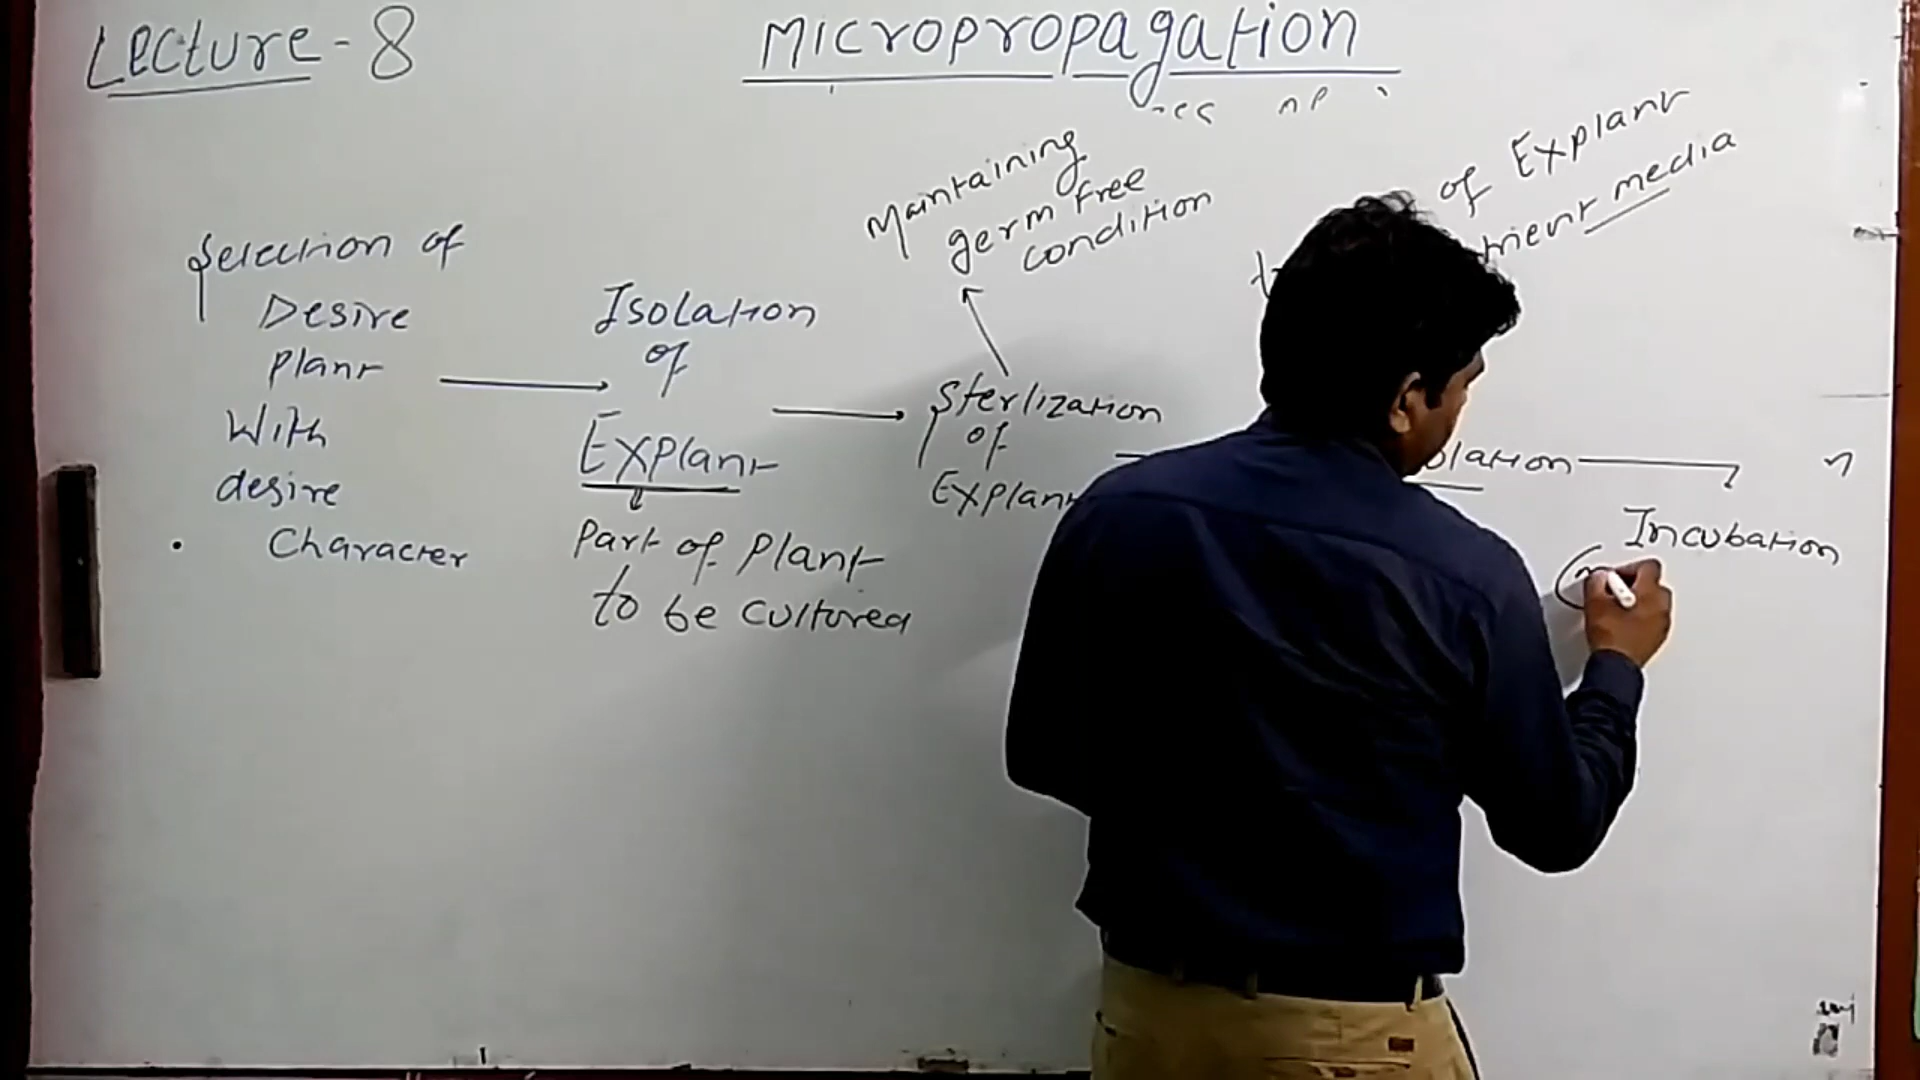 Lecture - 8
Micropropagation
Selection of
Desire
plant
With
desire
Character
Isolation
of
Explant
Part of Plant
to be cultured
Maintaining
germ free
condition
Sterlization
of
Explant
of Explant
media
Incubation